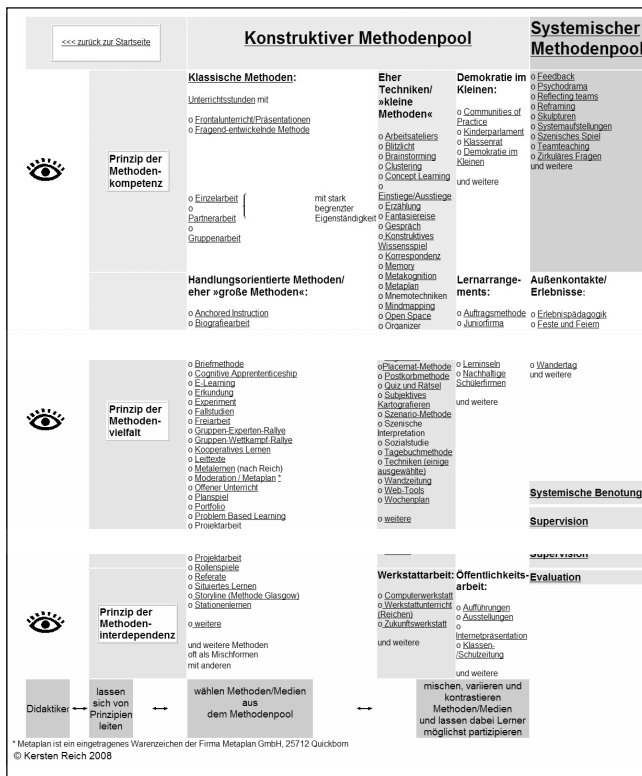 <<< zurück zur Startseite
Konstruktiver Methodenpool
Systemischer
Methodenpool
Prinzip der
Methoden-
kompetenz
Klassische Methoden:
Unterrichtsstunden mit
o Frontalunterricht/Präsentationen
o Fragend-entwickelnde Methode
o Einzelarbeit
o
Partnerarbeit
o
Gruppenarbeit
mit stark
begrenzter
Eigenständigkeit
Eher
Techniken/
»kleine
Methoden«
o Arbeitsateliers
o Blitzlicht
o Brainstorming
o Clustering
o Concept Learning
o
Einstiege/Ausstiege
o Erzählung
o Fantasiereise
o Gespräch
o Konstruktives
Wissensspiel
o Korrespondenz
o Memory
o Metakognition
o Metaplan
o Mnemotechniken
o Mindmapping
o Open Space
o Organizer
Demokratie im
Kleinen:
o Communities of
Practice
o Kinderparlament
o Klassenrat
o Demokratie im
Kleinen
und weitere
o Feedback
o Psychodrama
o Reflecting teams
o Reframing
o Skulpturen
o Systemaufstellungen
o Szenisches Spiel
o Teamteaching
o Zirkuläres Fragen
und weitere
Handlungsorientierte Methoden/
eher »große Methoden«:
o Anchored Instruction
o Biografiearbeit
Lernarrange-
ments:
o Auftragsmethode
o Juniorfirma
Außenkontakte/
Erlebnisse:
o Erlebnispädagogik
o Feste und Feiern
Prinzip der
Methoden-
vielfalt
o Briefmethode
o Cognitive Apprententiceship
o E-Learning
o Erkundung
o Experiment
o Fallstudien
o Freiarbeit
o Gruppen-Experten-Rallye
o Gruppen-Wettkampf-Rallye
o Kooperatives Lernen
o Leittexte
o Metalernen (nach Reich)
o Moderation / Metaplan *
o Offener Unterricht
o Planspiel
o Portfolio
o Problem Based Learning
o Projektarbeit
oPlacemat-Methode
o Postkorbmethode
o Quiz und Rätsel
o Subjektives
Kartografieren
o Szenario-Methode
o Szenische
Interpretation
o Sozialstudie
o Tagebuchmethode
o Techniken (einige
ausgewählte)
o Wandzeitung
o Web-Tools
o Wochenplan
o weitere
o Lerninseln
o Nachhaltige
Schülerfirmen
und weitere
o Wandertag
und weitere
Systemische Benotung
Supervision
Prinzip der
Methoden-
interdependenz
o Projektarbeit
o Rollenspiele
o Referate
o Situiertes Lernen
o Storyline (Methode Glasgow)
o Stationenlernen
o weitere
und weitere Methoden
oft als Mischformen
mit anderen
Werkstattarbeit:
o Computerwerkstatt
o Werkstattunterricht
(Reichen)
o Zukunftswerkstatt
und weitere
Öffentlichkeits-
arbeit:
o Aufführungen
o Ausstellungen
o
Internetpräsentation
o Klassen-
/Schulzeitung
und weitere
Supervision
Evaluation
Didaktiker
lassen
sich von
Prinzipien
leiten
wählen Methoden/Medien
aus
dem Methodenpool
mischen, variieren und
kontrastieren
Methoden/Medien
und lassen dabei Lerner
möglichst partizipieren
* Metaplan ist ein eingetragenes Warenzeichen der Firma Metaplan GmbH, 25712 Quickborn
© Kersten Reich 2008